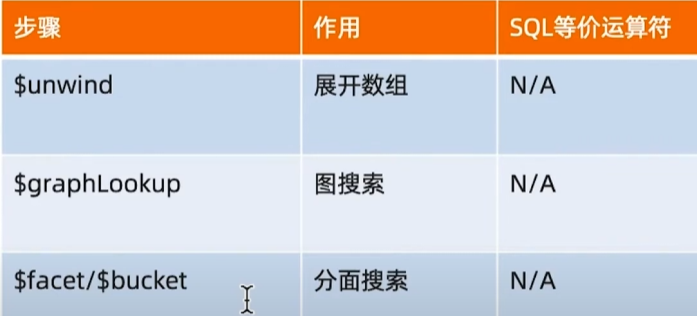 步骤 作用 SQL等价运算符
$unwind 展开数组 N/A
$graphLookup 图搜索 N/A
$facet/$bucket 分面搜索 N/A